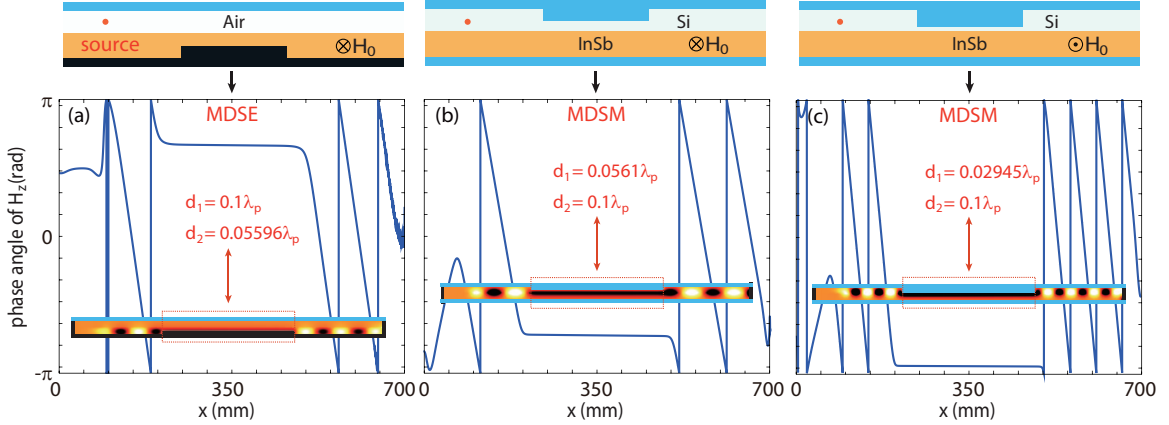 Air
source
⊗H₀
Si
InSb
⊗H₀
Si
InSb
⊙H₀
phase angle of H_z(rad)
π
0
-π
(a)
MDSE
d₁= 0.1λₚ
d₂= 0.05596λₚ
0
350
700
x (mm)
(b)
MDSM
d₁= 0.0561λₚ
d₂= 0.1λₚ
0
350
700
x (mm)
(c)
MDSM
d₁= 0.02945λₚ
d₂= 0.1λₚ
0
350
700
x (mm)